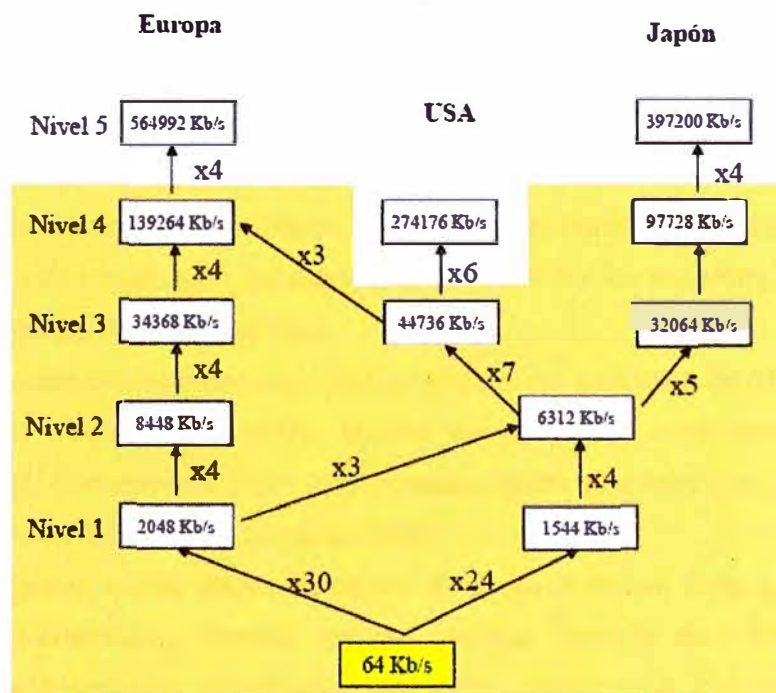 Europa
Japón
USA
Nivel 5
564992 Kb/s
397200 Kb/s
x4
x4
Nivel 4
139264 Kb/s
274176 Kb/s
97728 Kb/s
x3
x4
x6
Nivel 3
34368 Kb/s
44736 Kb/s
32064 Kb/s
x4
x7
x5
Nivel 2
8448 Kb/s
6312 Kb/s
x3
x4
x4
Nivel 1
2048 Kb/s
1544 Kb/s
x30
x24
64 Kb/s